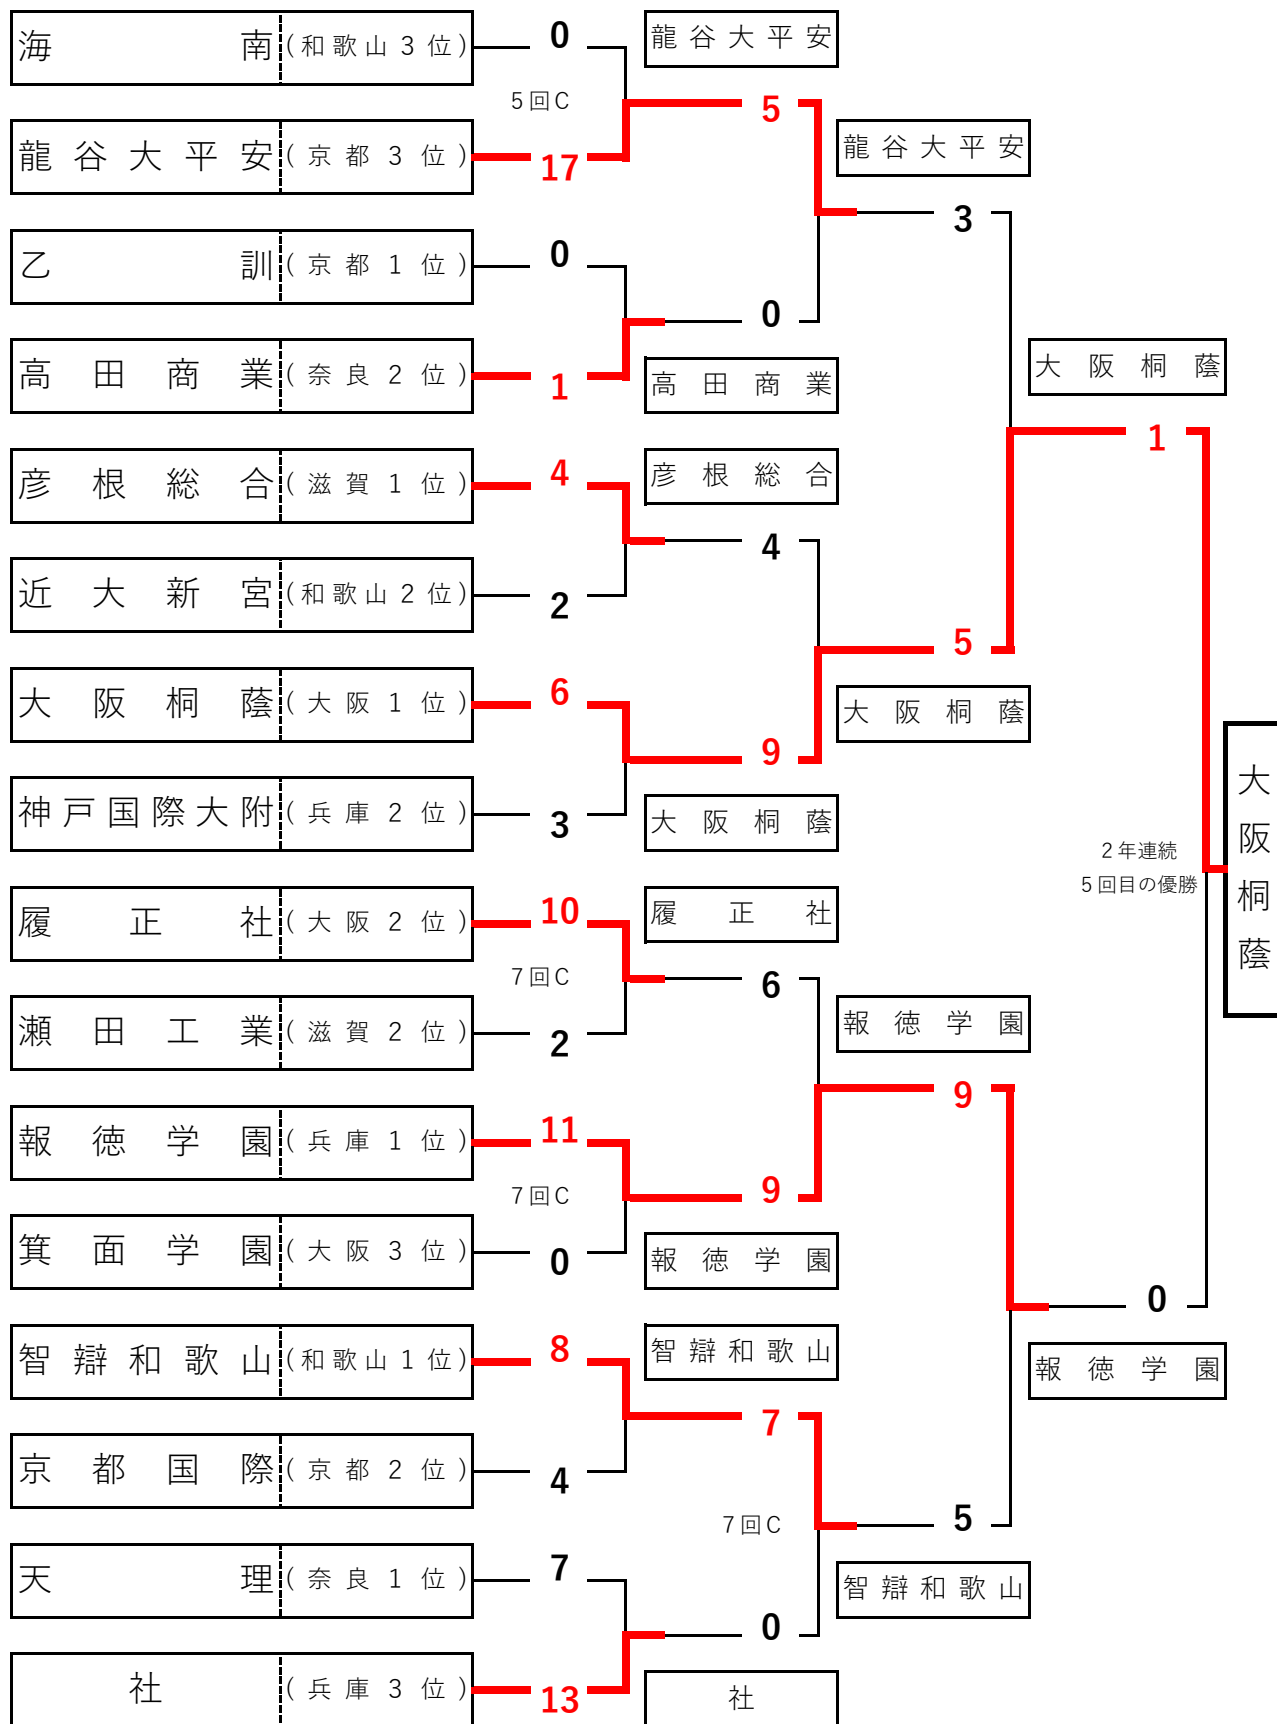 海南(和歌山3位)
0
龍谷大平安
5回C
5
龍谷大平安(京都3位)
17
龍谷大平安
3
乙訓(京都1位)
0
0
高田商業(奈良2位)
1
高田商業
大阪桐蔭
1
彦根総合(滋賀1位)
4
彦根総合
4
近大新宮(和歌山2位)
2
5
大阪桐蔭(大阪1位)
6
大阪桐蔭
9
神戸国際大附(兵庫2位)
3
大阪桐蔭
大阪桐蔭
2年連続
5回目の優勝
履正社(大阪2位)
10
履正社
7回C
6
瀬田工業(滋賀2位)
2
報徳学園
9
報徳学園(兵庫1位)
11
7回C
9
箕面学園(大阪3位)
0
報徳学園
0
智辯和歌山(和歌山1位)
8
智辯和歌山
報徳学園
7
京都国際(京都2位)
4
7回C
5
天理(奈良1位)
7
智辯和歌山
0
社(兵庫3位)
13
社